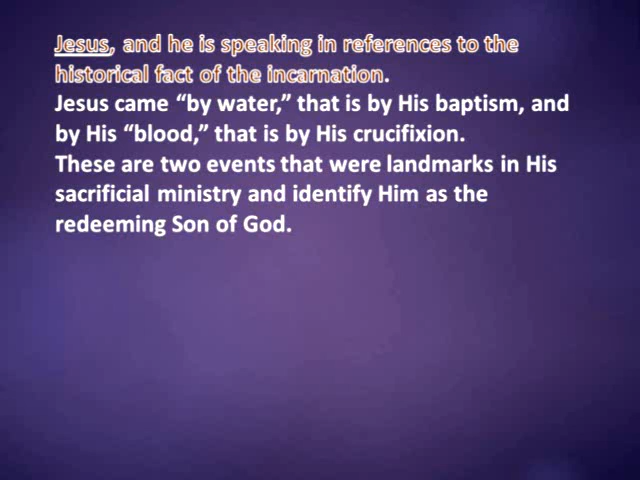 Jesus, and he is speaking in references to the
historical fact of the incarnation.
Jesus came “by water,” that is by His baptism, and
by His “blood,” that is by His crucifixion.
These are two events that were landmarks in His
sacrificial ministry and identify Him as the
redeeming Son of God.